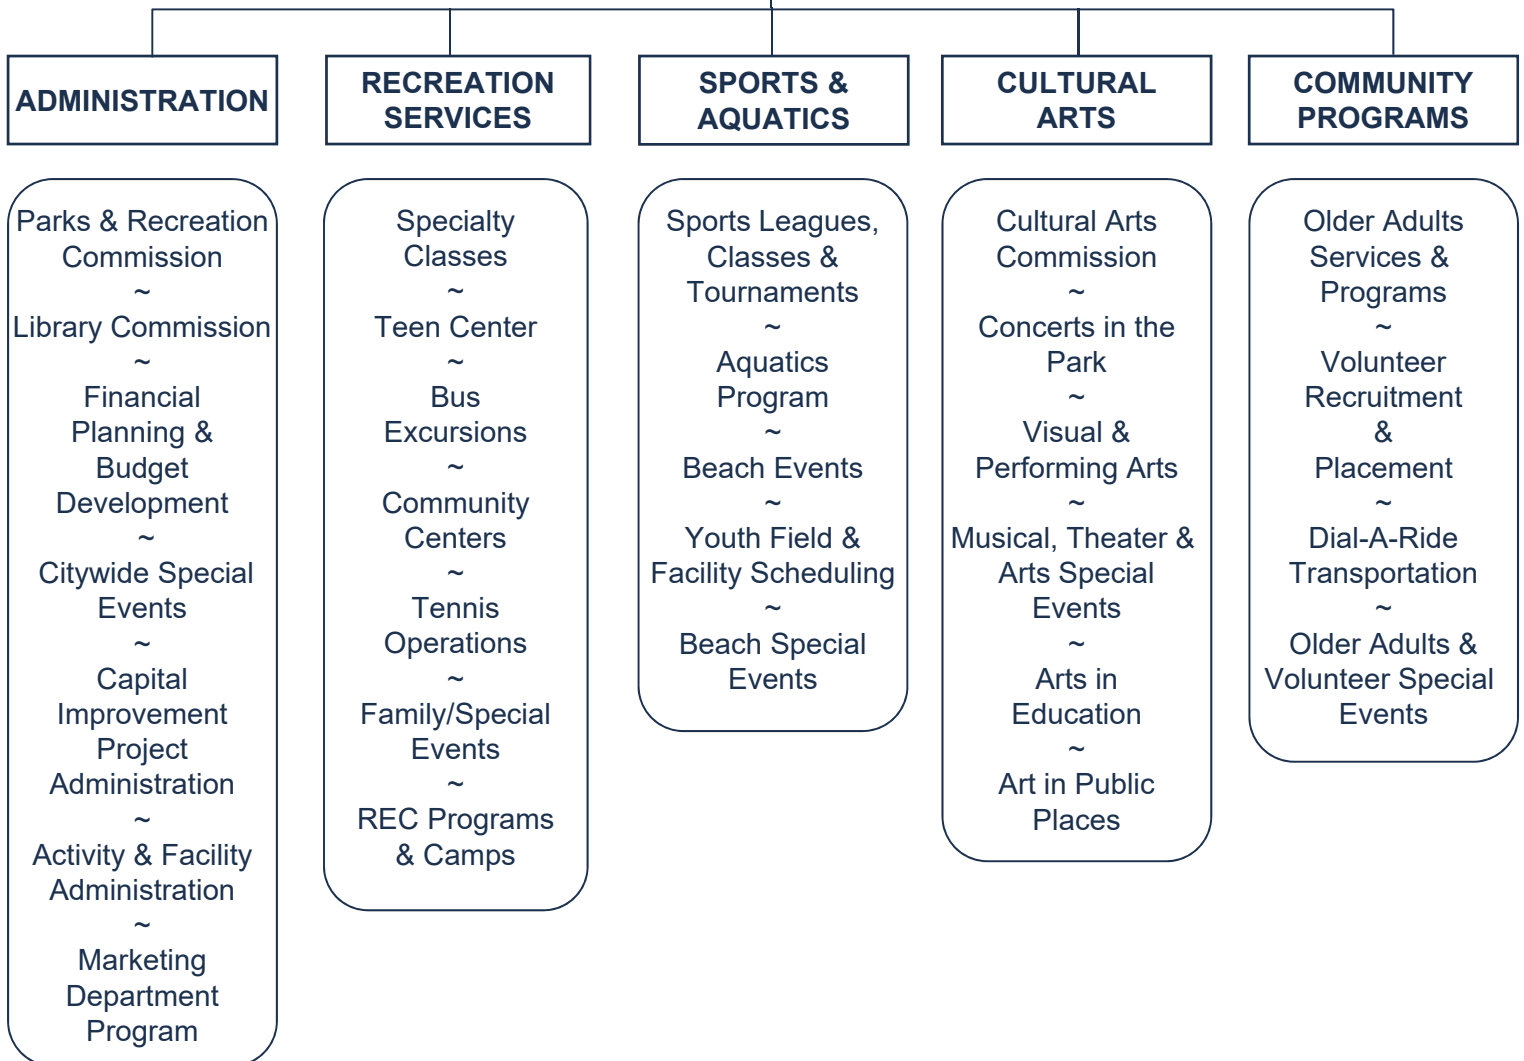 ADMINISTRATION
Parks & Recreation
Commission
~
Library Commission
~
Financial
Planning &
Budget
Development
~
Citywide Special
Events
~
Capital
Improvement
Project
Administration
~
Activity & Facility
Administration
~
Marketing
Department
Program
RECREATION
SERVICES
Specialty
Classes
~
Teen Center
~
Bus
Excursions
~
Community
Centers
~
Tennis
Operations
~
Family/Special
Events
~
REC Programs
& Camps
SPORTS &
AQUATICS
Sports Leagues,
Classes &
Tournaments
~
Aquatics
Program
~
Beach Events
~
Youth Field &
Facility Scheduling
~
Beach Special
Events
CULTURAL
ARTS
Cultural Arts
Commission
~
Concerts in the
Park
~
Visual &
Performing Arts
~
Musical, Theater &
Arts Special
Events
~
Arts in
Education
~
Art in Public
Places
COMMUNITY
PROGRAMS
Older Adults
Services &
Programs
~
Volunteer
Recruitment
&
Placement
~
Dial-A-Ride
Transportation
~
Older Adults &
Volunteer Special
Events